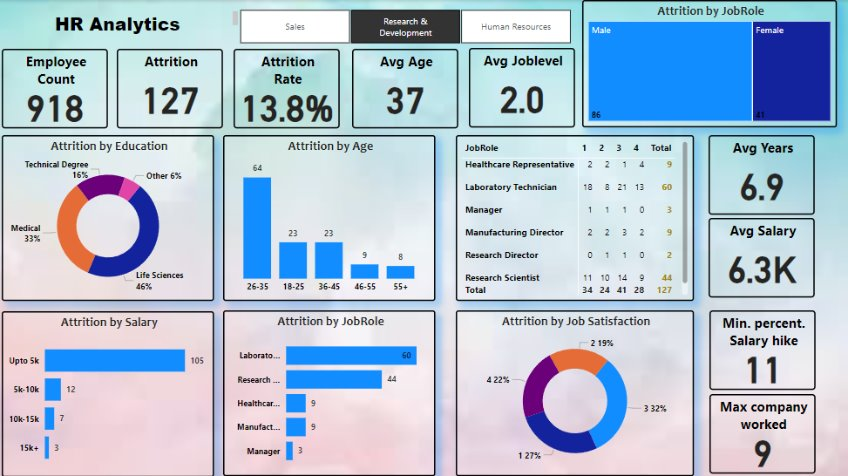 HR Analytics
Sales
Research &
Development
Human Resources
Employee
Count
918
Attrition
127
Attrition
Rate
13.8%
Avg Age
37
Avg Joblevel
2.0
Attrition by JobRole
Male
Female
86
41
Attrition by Education
Technical Degree
16%
Other 6%
Medical
33%
Life Sciences
46%
Attrition by Age
64
23
23
9
8
26-35
18-25
36-45
46-55
55+
JobRole 1 2 3 4 Total
Healthcare Representative 2 2 1 4 9
Laboratory Technician 18 8 21 13 60
Manager 1 1 1 0 3
Manufacturing Director 2 2 3 2 9
Research Director 0 1 1 0 2
Research Scientist 11 10 14 9 44
Total 34 24 41 28 127
Avg Years
6.9
Avg Salary
6.3K
Attrition by Salary
Upto 5k 105
5k-10k 12
10k-15k 7
15k+ 3
Attrition by JobRole
Laborato... 60
Research ... 44
Healthcar... 9
Manufact... 9
Manager 3
Attrition by Job Satisfaction
2 19%
4 22%
3 32%
1 27%
Min. percent.
Salary hike
11
Max company
worked
9